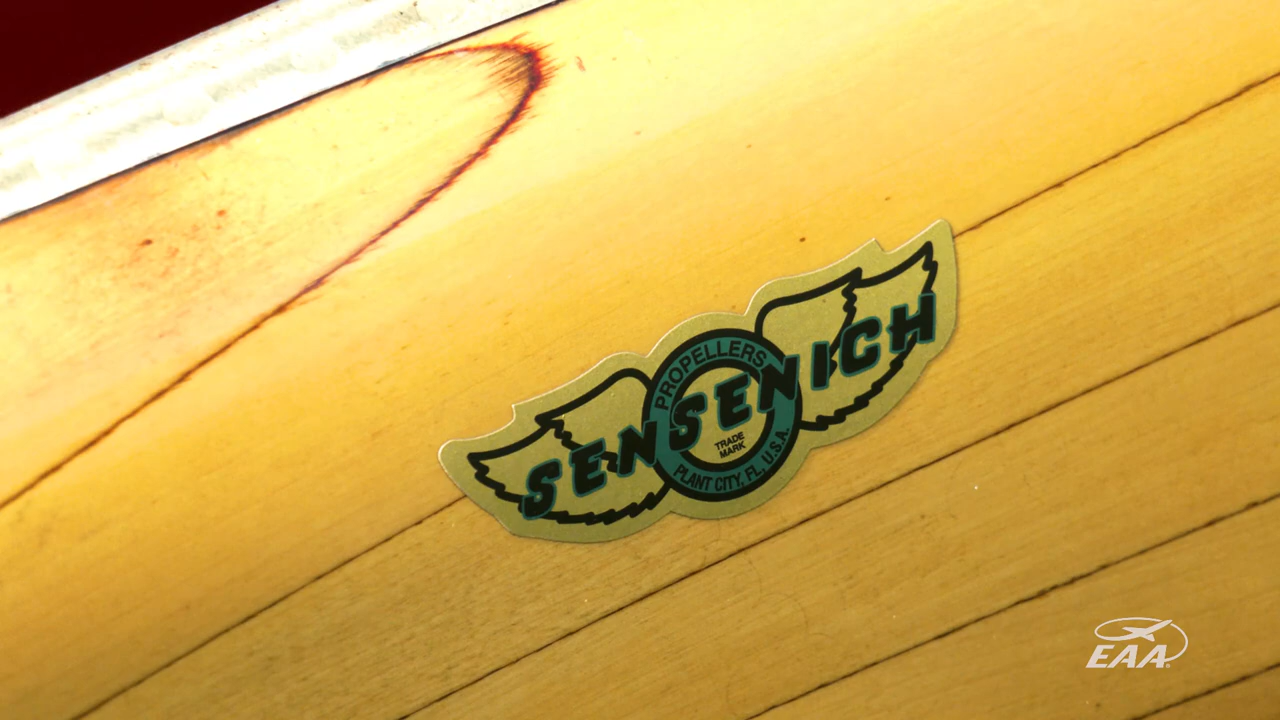 PROPELLERS
SENSENICH
TRADE
MARK
PLANT CITY, FL, U.S.A.
EAA